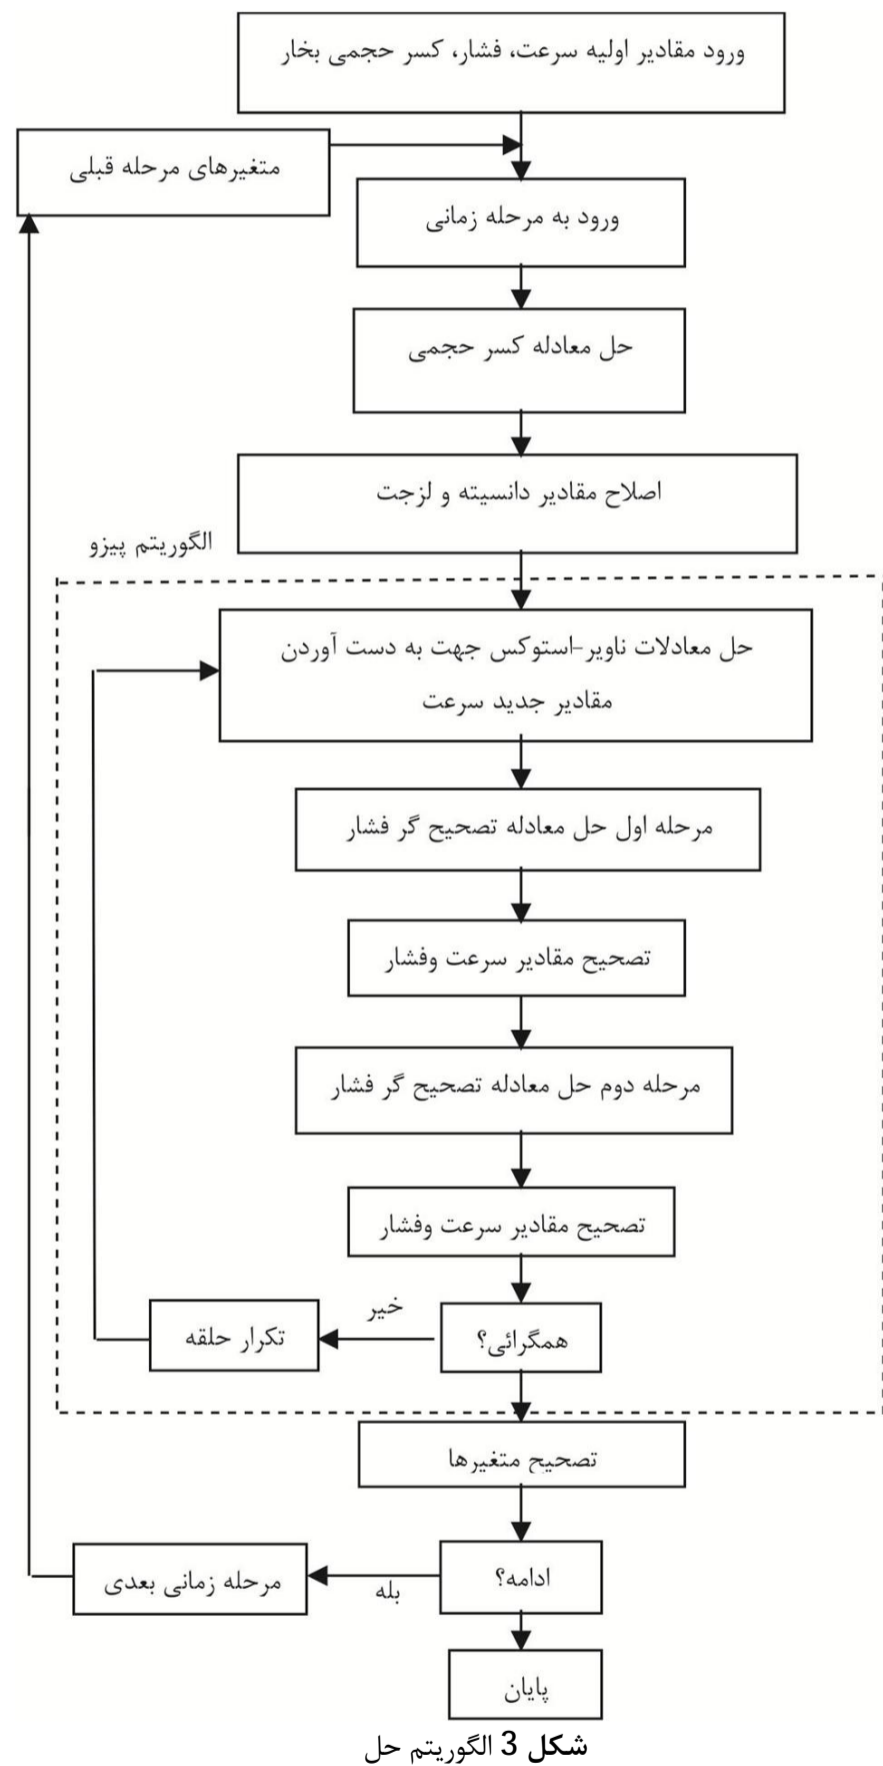 ورود مقادیر اولیه سرعت، فشار، کسر حجمی بخار
متغیرهای مرحله قبلی
ورود به مرحله زمانی
حل معادله کسر حجمی
اصلاح مقادیر دانسیته و لزجت
الگوریتم پیزو
حل معادلات ناویر-استوکس جهت به دست آوردن
مقادیر جدید سرعت
مرحله اول حل معادله تصحیح گر فشار
تصحیح مقادیر سرعت وفشار
مرحله دوم حل معادله تصحیح گر فشار
تصحیح مقادیر سرعت وفشار
همگرائی؟
خیر
تکرار حلقه
تصحیح متغیرها
ادامه؟
بله
مرحله زمانی بعدی
پایان
شکل 3 الگوریتم حل